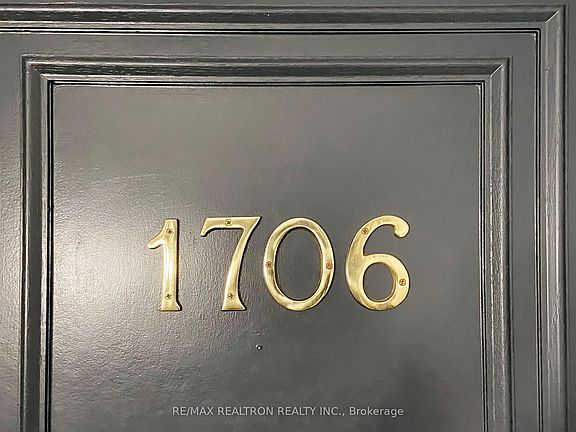 1706
RE/MAX REALTRON REALTY INC., Brokerage